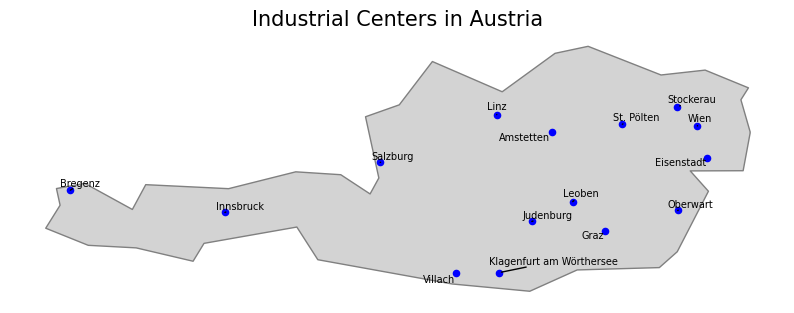 Industrial Centers in Austria
Stockerau
Linz
St. Pölten
Wien
Amstetten
Salzburg
Eisenstadt
Bregenz
Leoben
Innsbruck
Oberwart
Judenburg
Graz
Klagenfurt am Wörthersee
Villach